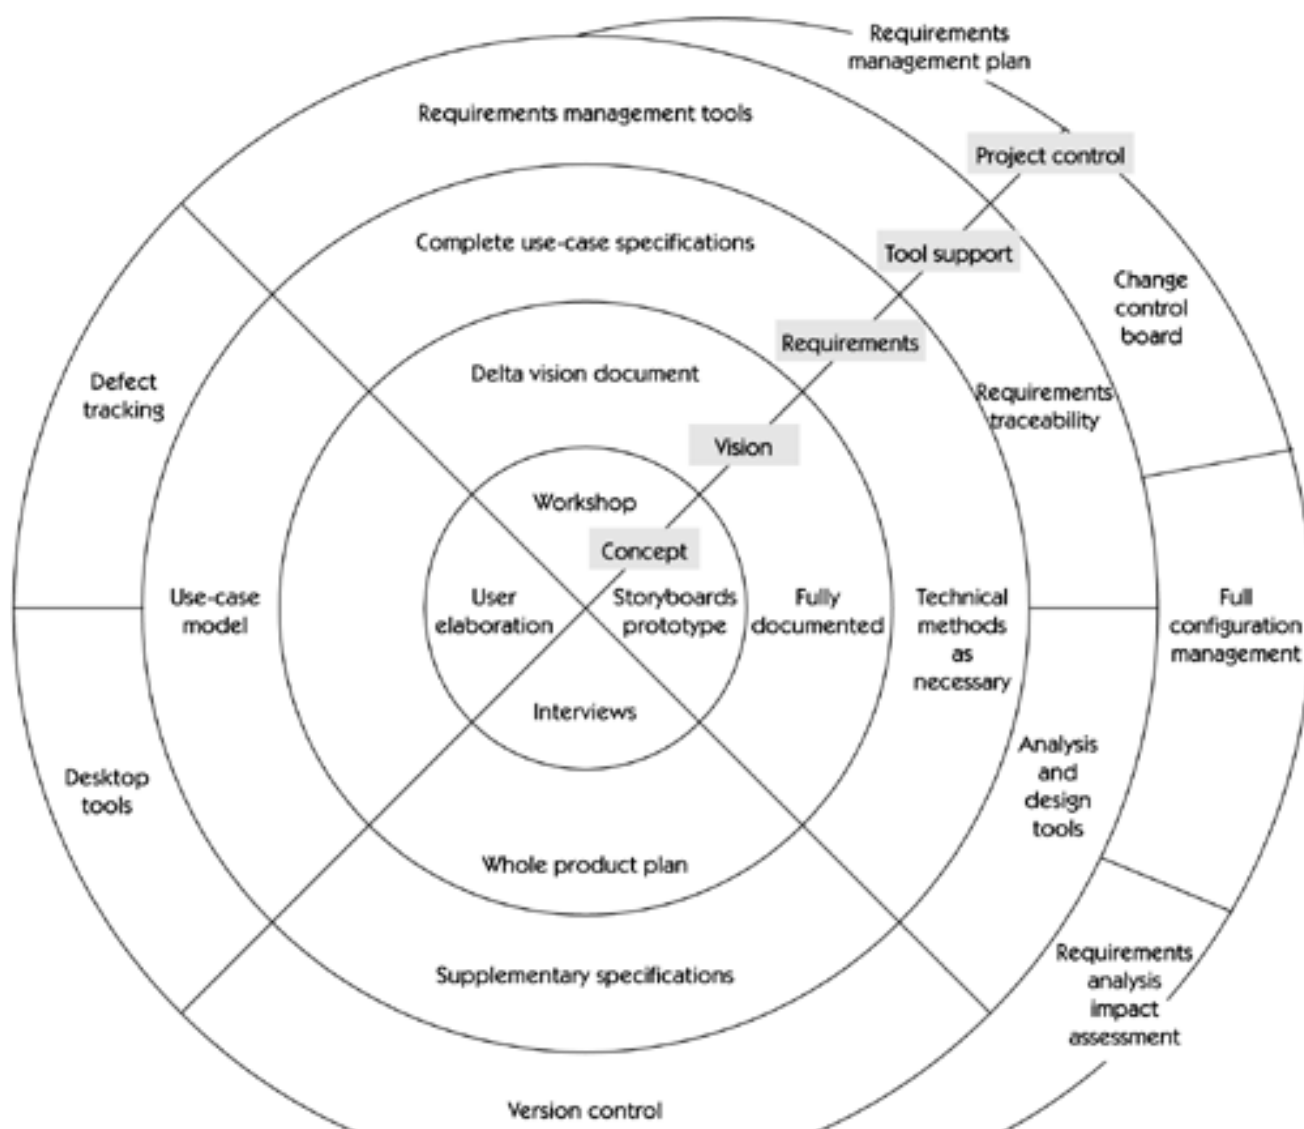 Requirements
management plan
Requirements management tools
Project control
Complete use-case specifications
Tool support
Change
control
board
Requirements
Delta vision document
Defect
tracking
Requirements
traceability
Vision
Workshop
Concept
Use-case
model
User
elaboration
Storyboards
prototype
Fully
documented
Technical
methods
as
necessary
Full
configuration
management
Interviews
Desktop
tools
Analysis
and
design
tools
Whole product plan
Supplementary specifications
Requirements
analysis
impact
assessment
Version control